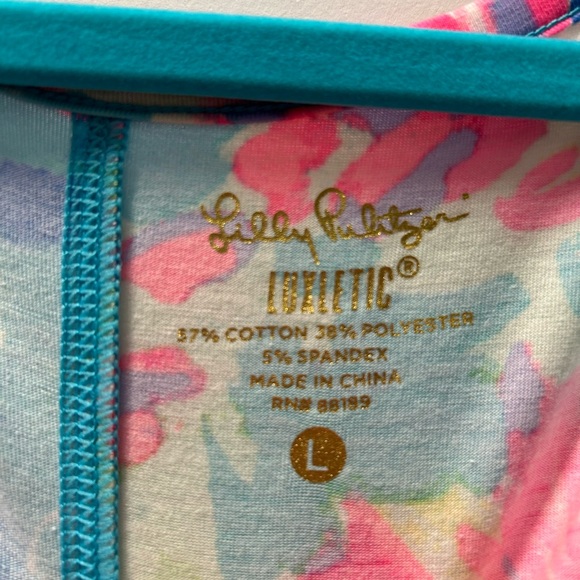 Lilly Pulitzer
LUXLETIC®
57% COTTON 38% POLYESTER
5% SPANDEX
MADE IN CHINA
RN# 88199
L